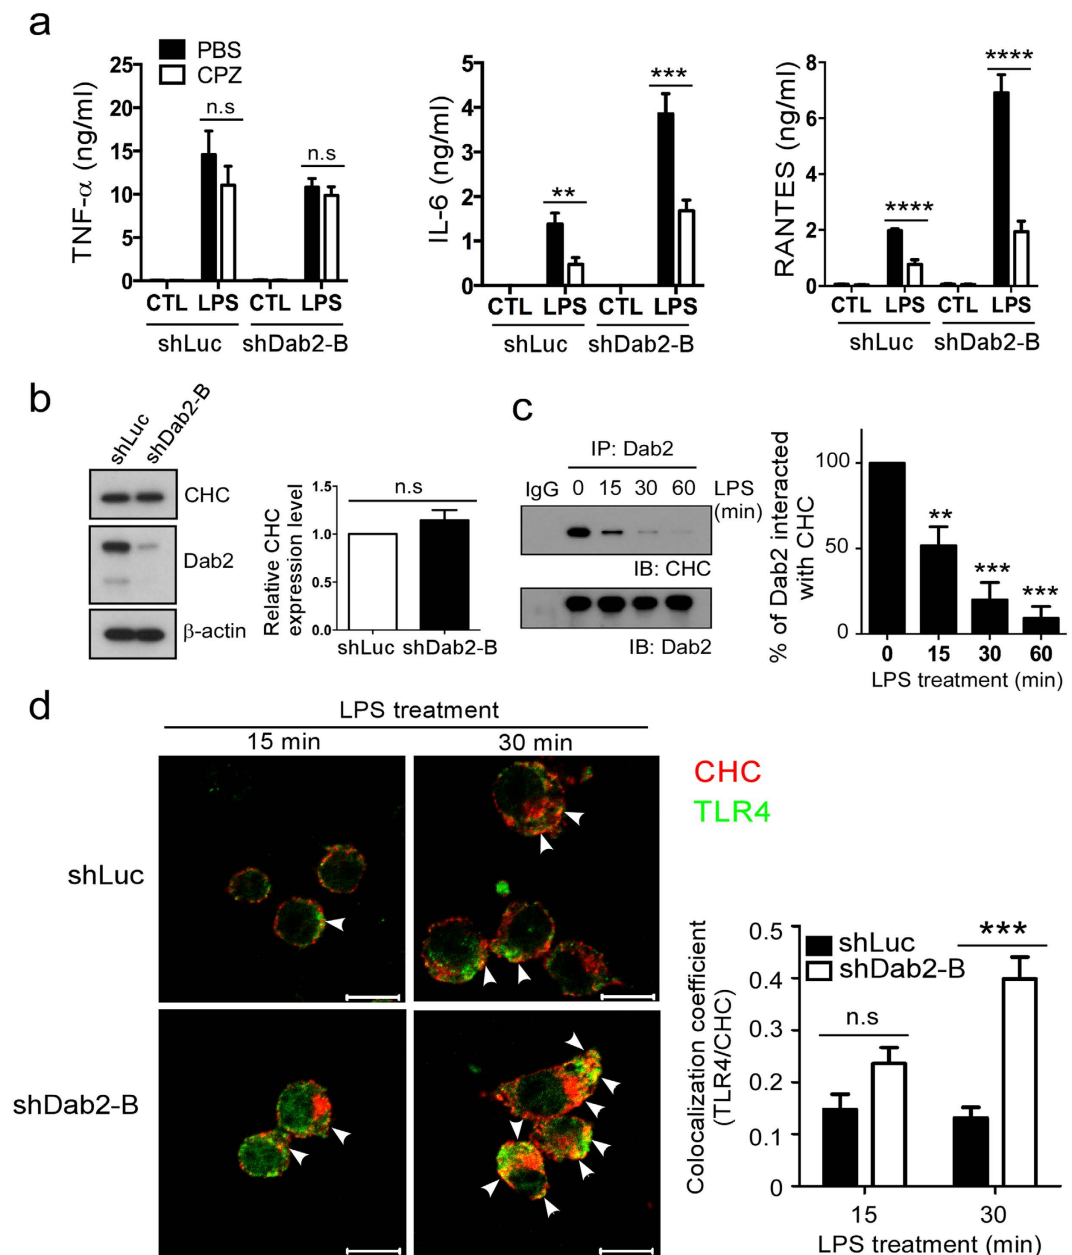 a
PBS
CPZ
TNF-α (ng/ml)
25
20
15
10
5
0
n.s
n.s
CTL LPS CTL LPS
shLuc shDab2-B
IL-6 (ng/ml)
5
4
3
2
1
0
**
***
CTL LPS CTL LPS
shLuc shDab2-B
RANTES (ng/ml)
8
6
4
2
0
****
****
CTL LPS CTL LPS
shLuc shDab2-B
b
shLuc
shDab2-B
CHC
Dab2
β-actin
Relative CHC
expression level
1.5
1.0
0.5
0.0
n.s
shLuc shDab2-B
c
IP: Dab2
IgG 0 15 30 60 LPS
(min)
IB: CHC
IB: Dab2
% of Dab2 interacted
with CHC
100
50
0
**
***
***
0 15 30 60
LPS treatment (min)
d
LPS treatment
15 min 30 min
CHC
TLR4
shLuc
shDab2-B
Colocalization coefficient
(TLR4/CHC)
0.5
0.4
0.3
0.2
0.1
0
shLuc
shDab2-B
n.s
***
15 30
LPS treatment (min)